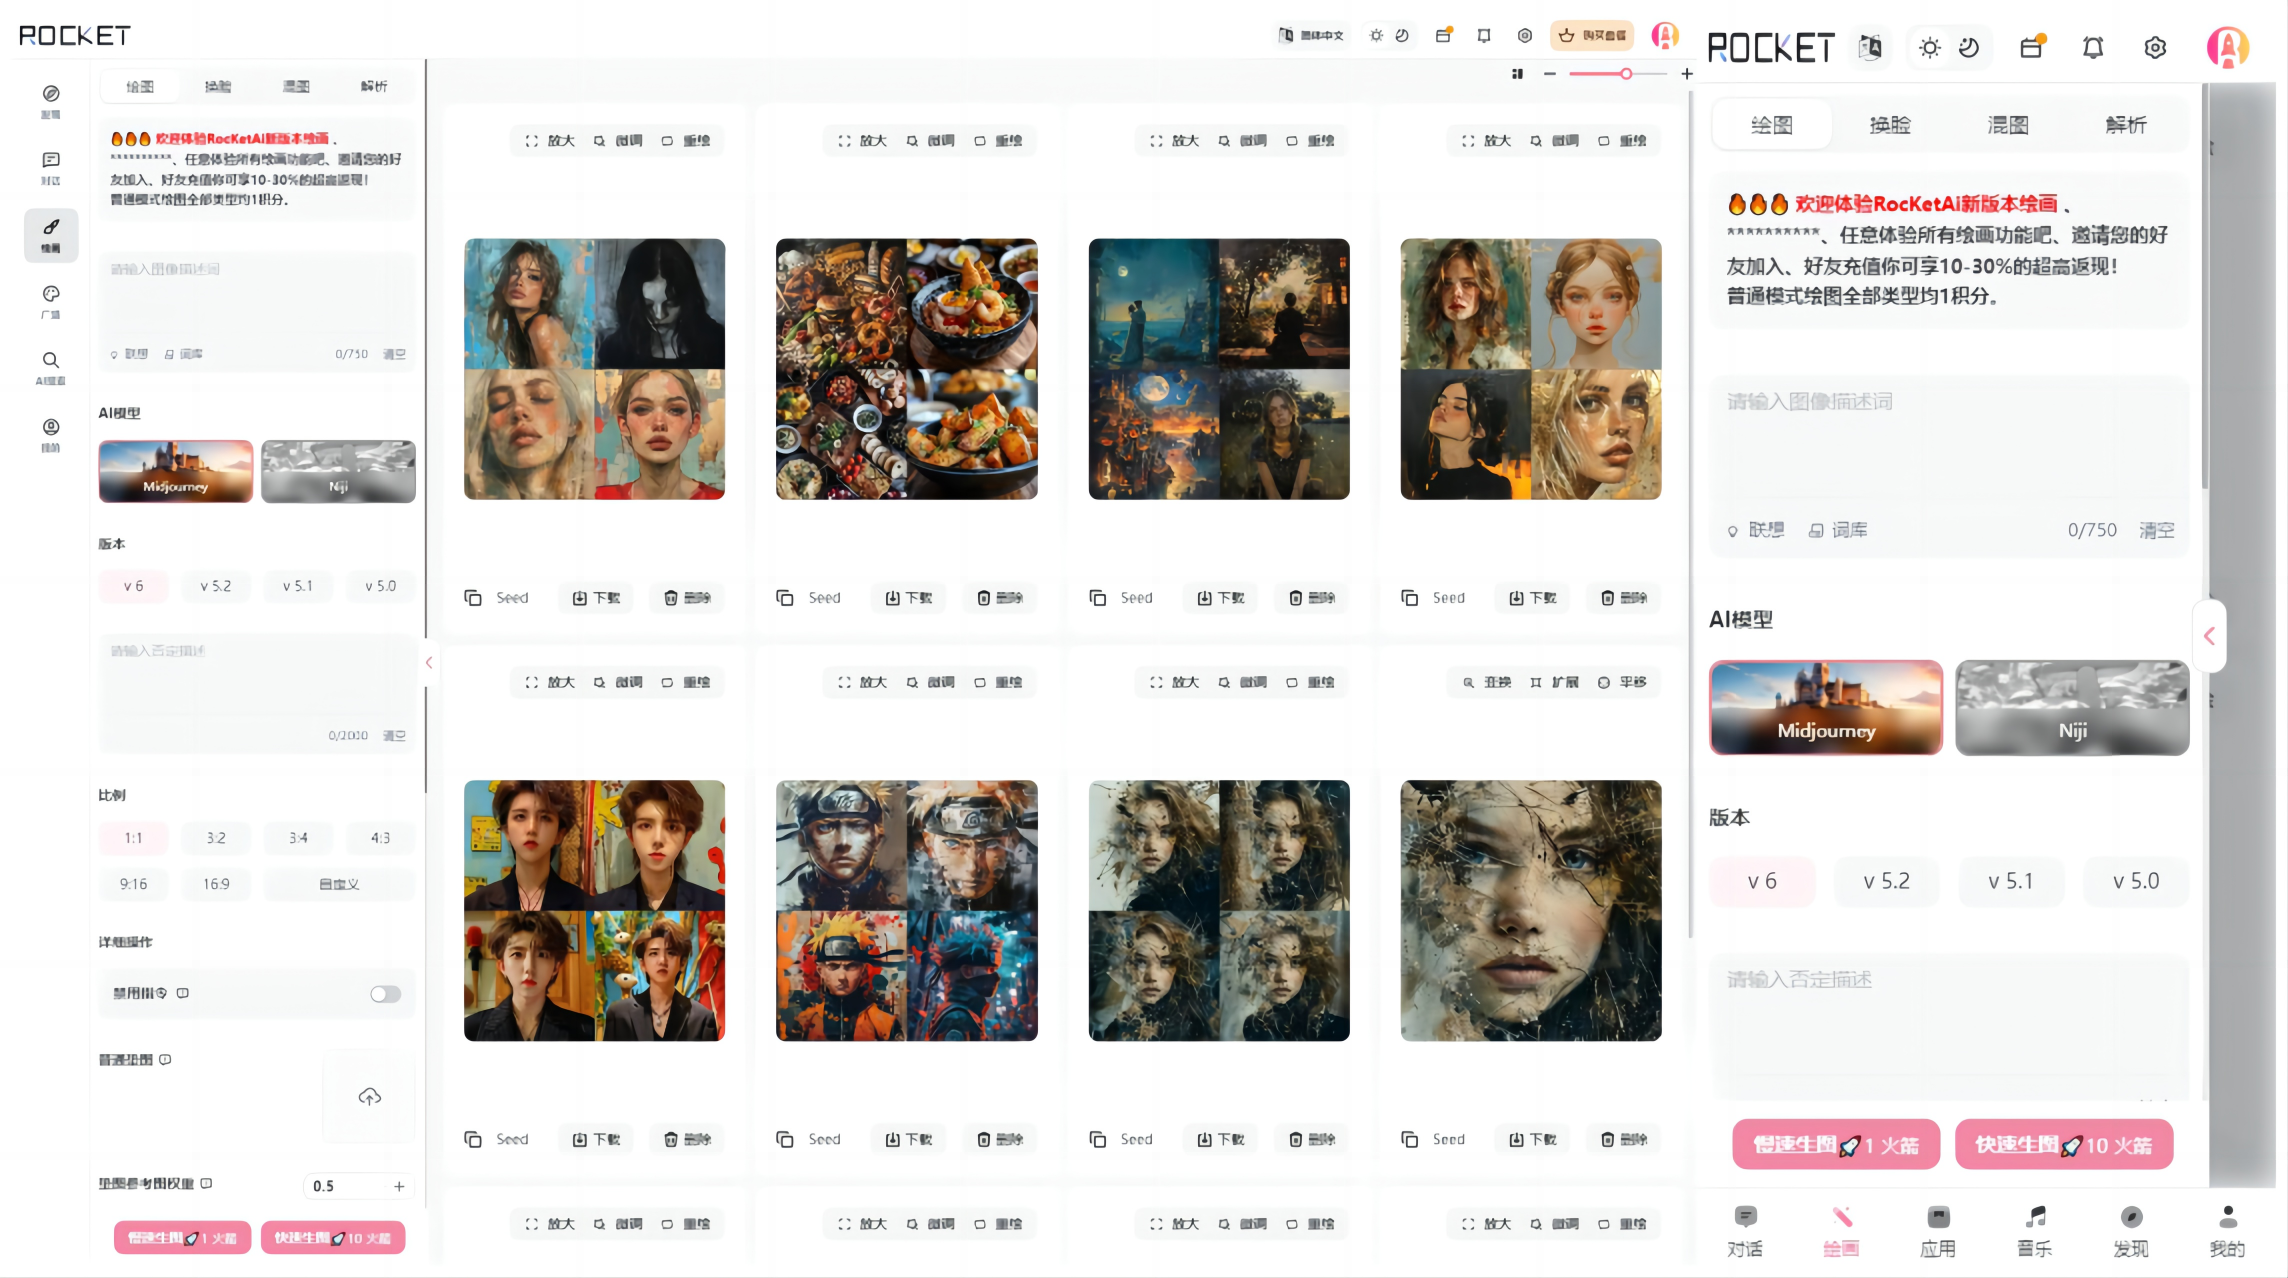 ROCKET
简体中文
购买套餐
绘图 换脸 混图 解析
🔥🔥🔥 欢迎体验RocKetAi新版本绘画 、
**********、任意体验所有绘画功能吧、邀请您的好
友加入、好友充值你可享10-30%的超高返现!
普通模式绘图全部类型均1积分。
发现
对话
绘画
广场
我的
请输入图像描述词
联想 词库 0/750 清空
AI模型
Midjourney Niji
版本
v 6 v 5.2 v 5.1 v 5.0
请输入否定描述
0/2000 清空
比例
1:1 3:2 3:4 4:3
9:16 16:9 自定义
详细操作
禁用指令
普通垫图
垫图参考图权重 0.5 +
慢速生图🚀1 火箭 快速生图🚀10 火箭
放大 微调 重绘 放大 微调 重绘 放大 微调 重绘 放大 微调 重绘
Seed 下载 删除 Seed 下载 删除 Seed 下载 删除 Seed 下载 删除
放大 微调 重绘 放大 微调 重绘 放大 微调 重绘 变换 扩展 平移
Seed 下载 删除 Seed 下载 删除 Seed 下载 删除 Seed 下载 删除
放大 微调 重绘 放大 微调 重绘 放大 微调 重绘 放大 微调 重绘
ROCKET
绘图 换脸 混图 解析
🔥🔥🔥 欢迎体验RocKetAi新版本绘画 、
**********、任意体验所有绘画功能吧、邀请您的好
友加入、好友充值你可享10-30%的超高返现!
普通模式绘图全部类型均1积分。
请输入图像描述词
联想 词库 0/750 清空
AI模型
Midjourney Niji
版本
v 6 v 5.2 v 5.1 v 5.0
请输入否定描述
慢速生图🚀1 火箭 快速生图🚀10 火箭
对话 绘画 应用 音乐 发现 我的